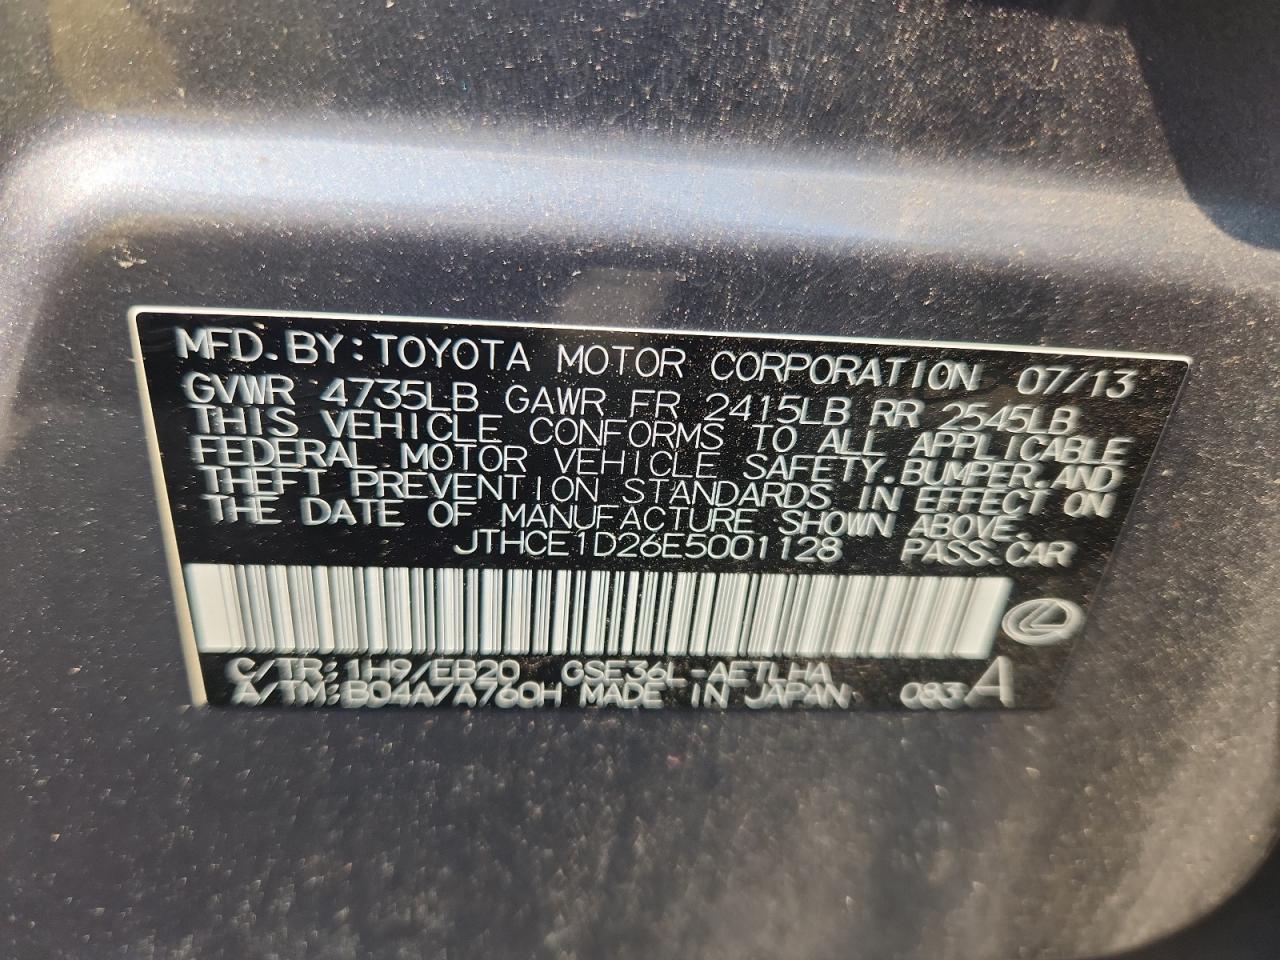 MFD.BY:TOYOTA MOTOR CORPORATION 07/13
GVWR 4735LB GAWR FR 2415LB RR 2545LB
THIS VEHICLE CONFORMS TO ALL APPLICABLE
FEDERAL MOTOR VEHICLE SAFETY.BUMPER.AND
THEFT PREVENTION STANDARDS IN EFFECT ON
THE DATE OF MANUFACTURE SHOWN ABOVE.
JTHCE1D26E5001128 PASS.CAR
C/TR:1H9/EB20 GSE36L-AETLHA
A/TM:B04A/A760H MADE IN JAPAN 083 A